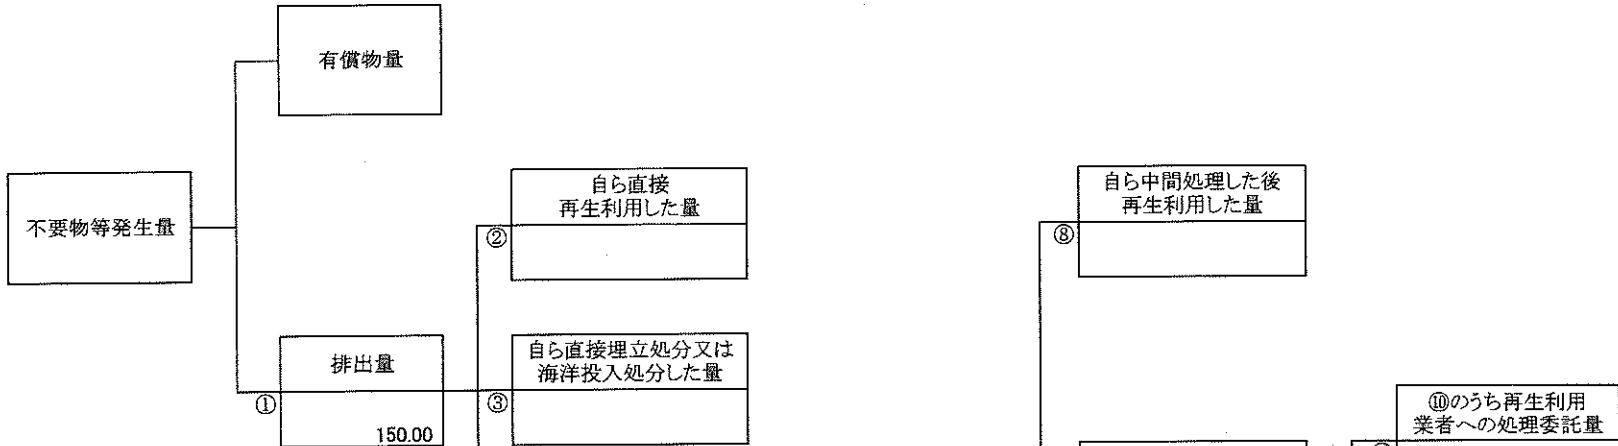 有償物量
不要物等発生量
自ら直接
再生利用した量
②
自ら中間処理した後
再生利用した量
⑧
排出量
①
150.00
自ら直接埋立処分又は
海洋投入処分した量
③
⑩のうち再生利用
業者への処理委託量